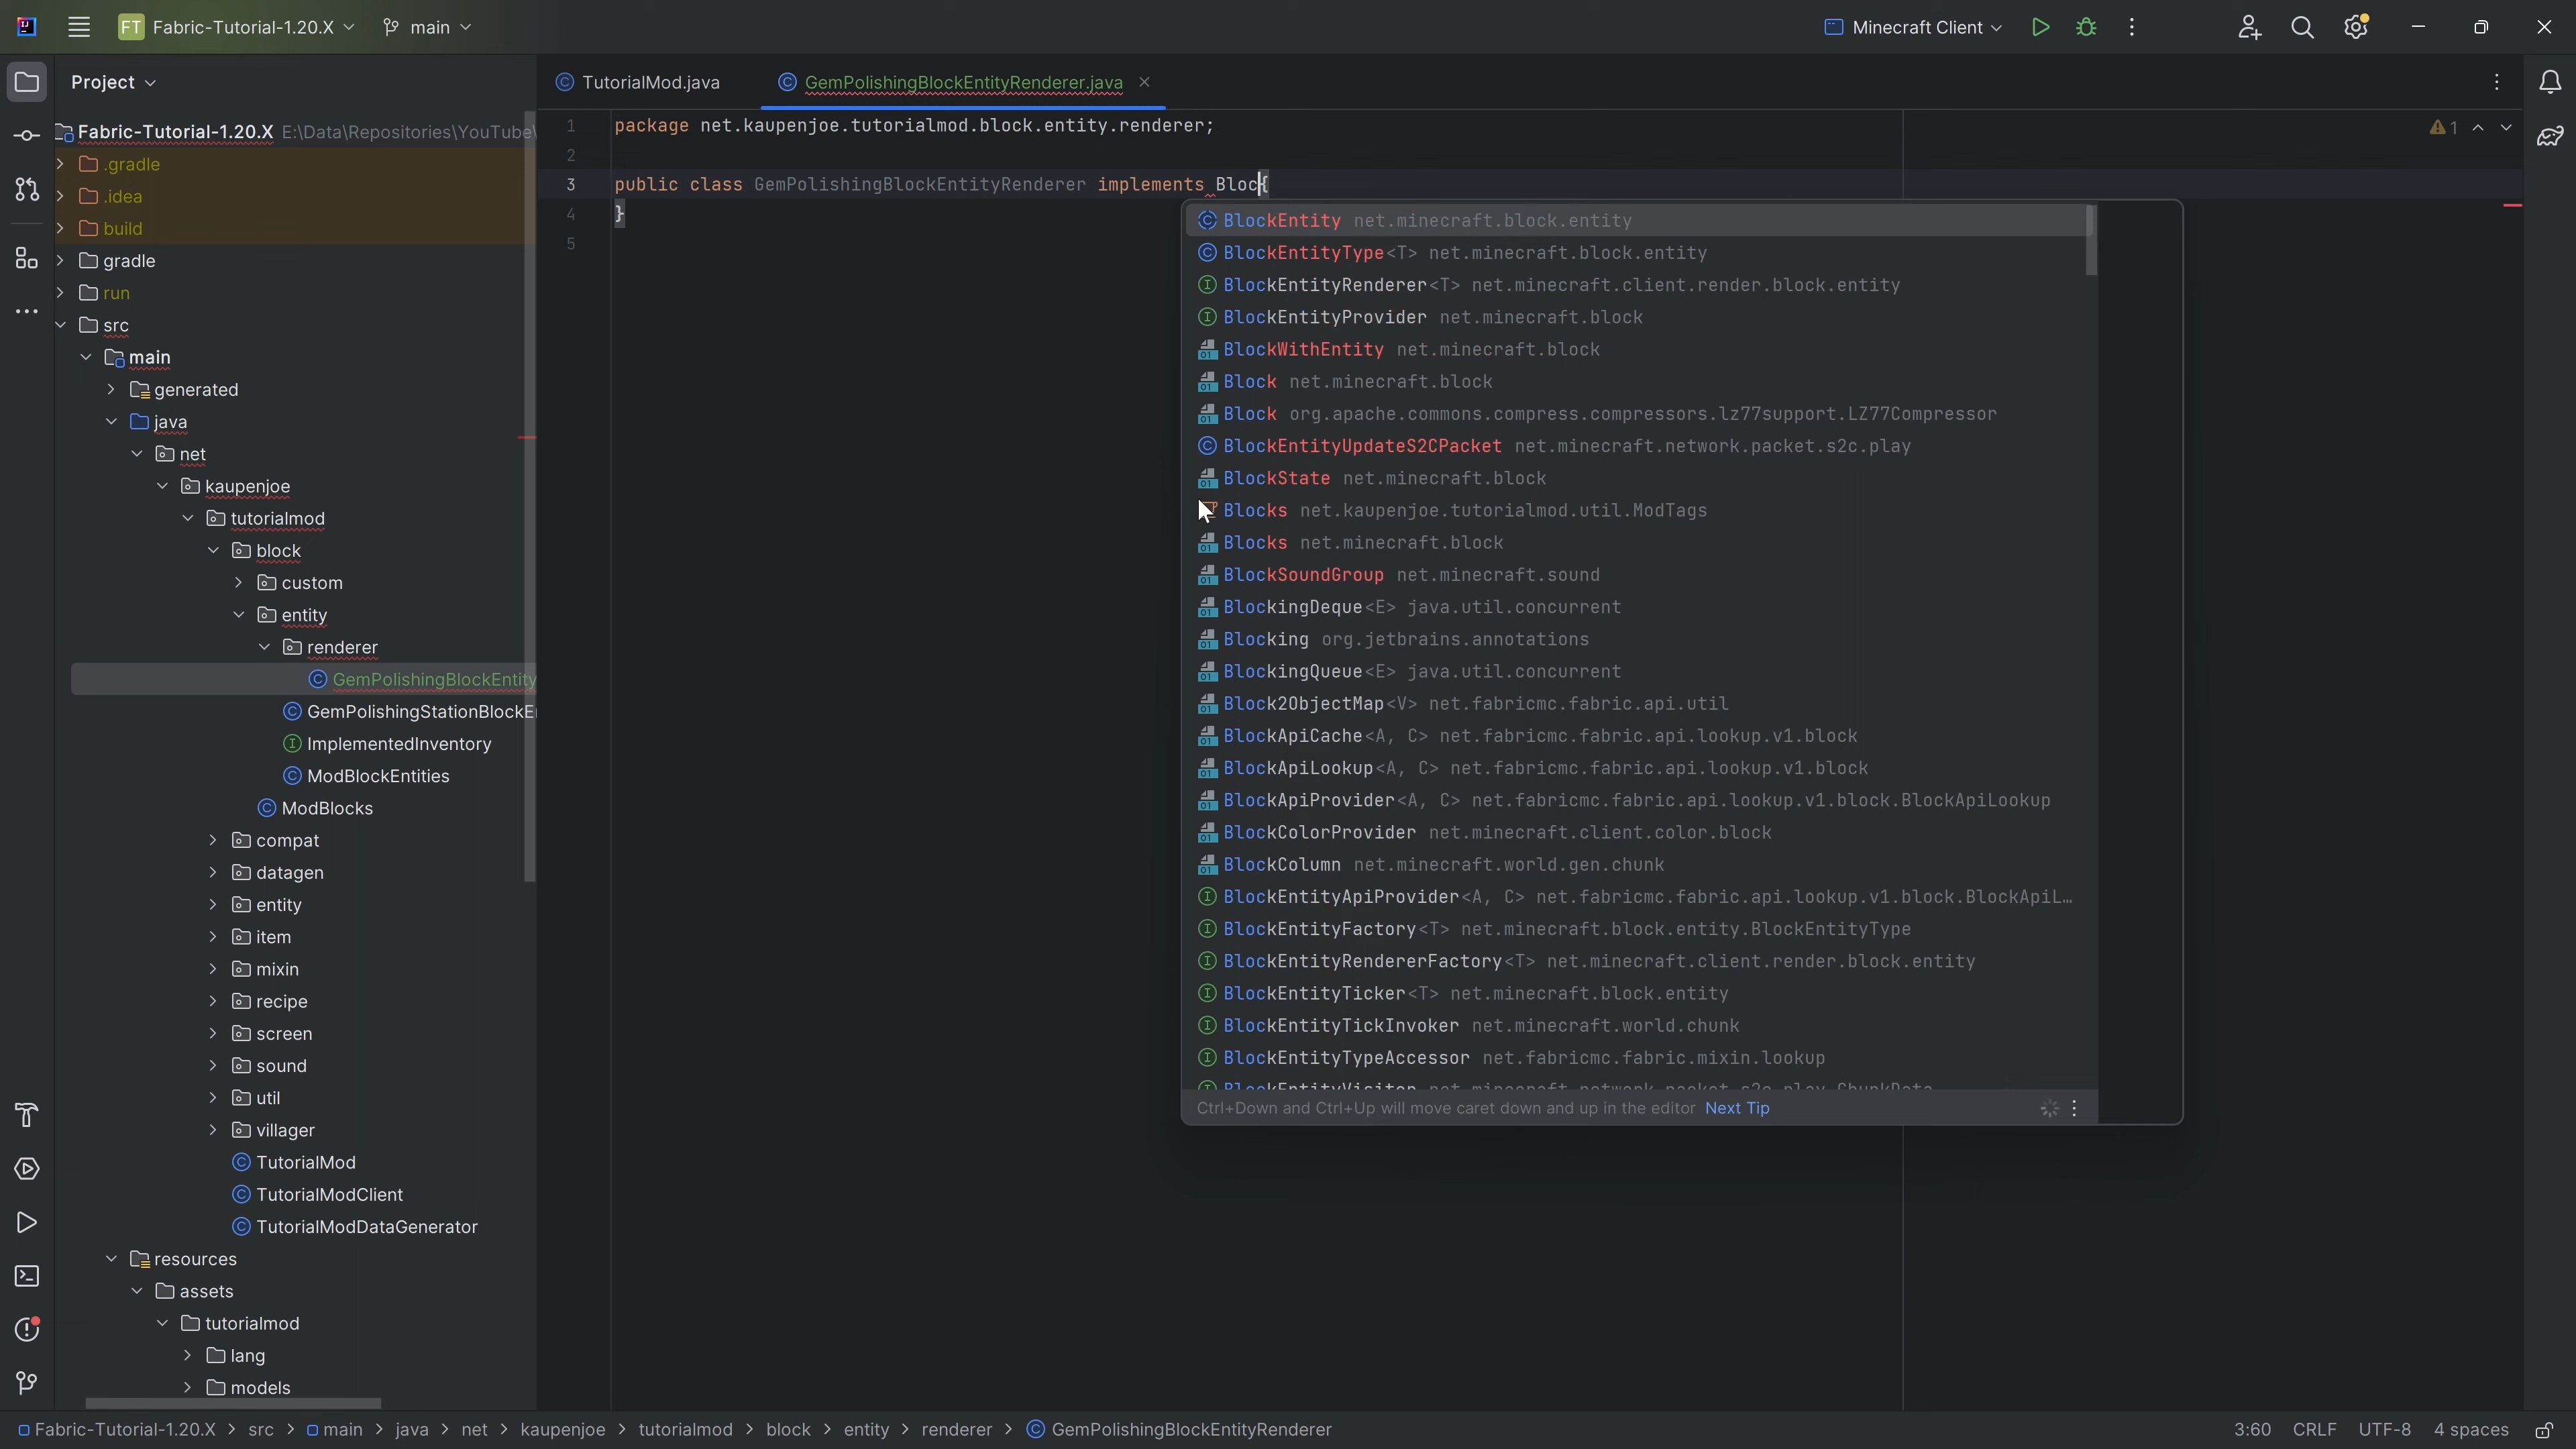 FT Fabric-Tutorial-1.20.X main Minecraft Client
Project
TutorialMod.java GemPolishingBlockEntityRenderer.java
Fabric-Tutorial-1.20.X E:\Data\Repositories\YouTube\
.gradle
.idea
build
gradle
run
src
main
generated
java
net
kaupenjoe
tutorialmod
block
custom
entity
renderer
GemPolishingBlockEntity
GemPolishingStationBlockE
ImplementedInventory
ModBlockEntities
ModBlocks
compat
datagen
entity
item
mixin
recipe
screen
sound
util
villager
TutorialMod
TutorialModClient
TutorialModDataGenerator
resources
assets
tutorialmod
lang
models
1 package net.kaupenjoe.tutorialmod.block.entity.renderer;
2
3 public class GemPolishingBlockEntityRenderer implements Bloc{
4 }
5
1
BlockEntity net.minecraft.block.entity
BlockEntityType<T> net.minecraft.block.entity
BlockEntityRenderer<T> net.minecraft.client.render.block.entity
BlockEntityProvider net.minecraft.block
BlockWithEntity net.minecraft.block
Block net.minecraft.block
Block org.apache.commons.compress.compressors.lz77support.LZ77Compressor
BlockEntityUpdateS2CPacket net.minecraft.network.packet.s2c.play
BlockState net.minecraft.block
Blocks net.kaupenjoe.tutorialmod.util.ModTags
Blocks net.minecraft.block
BlockSoundGroup net.minecraft.sound
BlockingDeque<E> java.util.concurrent
Blocking org.jetbrains.annotations
BlockingQueue<E> java.util.concurrent
Block2ObjectMap<V> net.fabricmc.fabric.api.util
BlockApiCache<A, C> net.fabricmc.fabric.api.lookup.v1.block
BlockApiLookup<A, C> net.fabricmc.fabric.api.lookup.v1.block
BlockApiProvider<A, C> net.fabricmc.fabric.api.lookup.v1.block.BlockApiLookup
BlockColorProvider net.minecraft.client.color.block
BlockColumn net.minecraft.world.gen.chunk
BlockEntityApiProvider<A, C> net.fabricmc.fabric.api.lookup.v1.block.BlockApiL…
BlockEntityFactory<T> net.minecraft.block.entity.BlockEntityType
BlockEntityRendererFactory<T> net.minecraft.client.render.block.entity
BlockEntityTicker<T> net.minecraft.block.entity
BlockEntityTickInvoker net.minecraft.world.chunk
BlockEntityTypeAccessor net.fabricmc.fabric.mixin.lookup
BlockEntityVisitor net.minecraft.network.packet.s2c.play.ChunkData
Ctrl+Down and Ctrl+Up will move caret down and up in the editor Next Tip
Fabric-Tutorial-1.20.X > src > main > java > net > kaupenjoe > tutorialmod > block > entity > renderer > GemPolishingBlockEntityRenderer 3:60 CRLF UTF-8 4 spaces